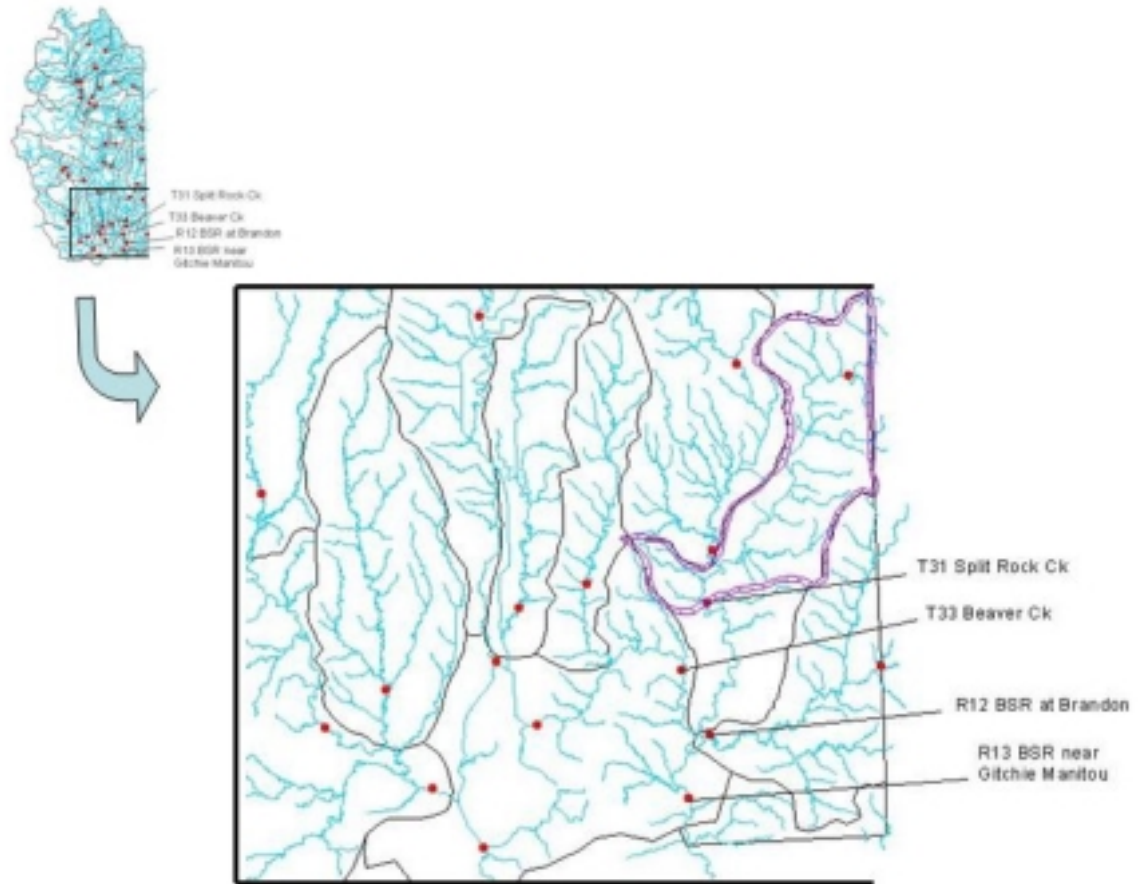 T31 Split Rock Ck
T33 Beaver Ck
R12 BSR at Brandon
R13 BSR near
Gitchie Manitou
T31 Split Rock Ck
T33 Beaver Ck
R12 BSR at Brandon
R13 BSR near
Gitchie Manitou